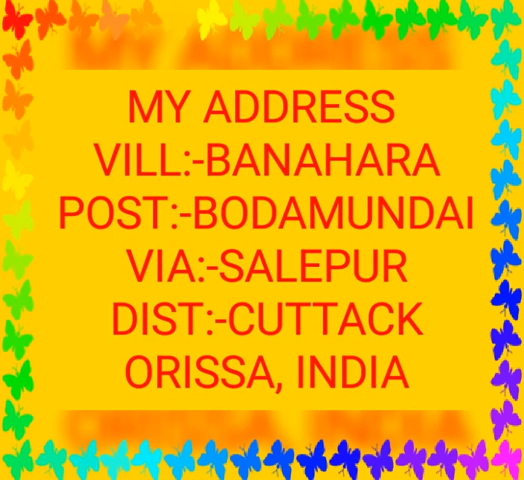 MY ADDRESS
VILL:-BANAHARA
POST:-BODAMUNDAI
VIA:-SALEPUR
DIST:-CUTTACK
ORISSA, INDIA